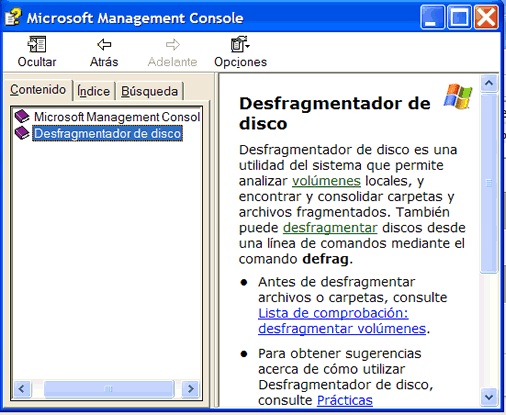 Microsoft Management Console
Ocultar
Atrás
Adelante
Opciones
Contenido
Índice
Búsqueda
Microsoft Management Consol
Desfragmentador de disco
Desfragmentador de
disco
Desfragmentador de disco es una
utilidad del sistema que permite
analizar volúmenes locales, y
encontrar y consolidar carpetas y
archivos fragmentados. También
puede desfragmentar discos desde
una línea de comandos mediante el
comando defrag.
• Antes de desfragmentar
archivos o carpetas, consulte
Lista de comprobación:
desfragmentar volúmenes.
• Para obtener sugerencias
acerca de cómo utilizar
Desfragmentador de disco,
consulte Prácticas